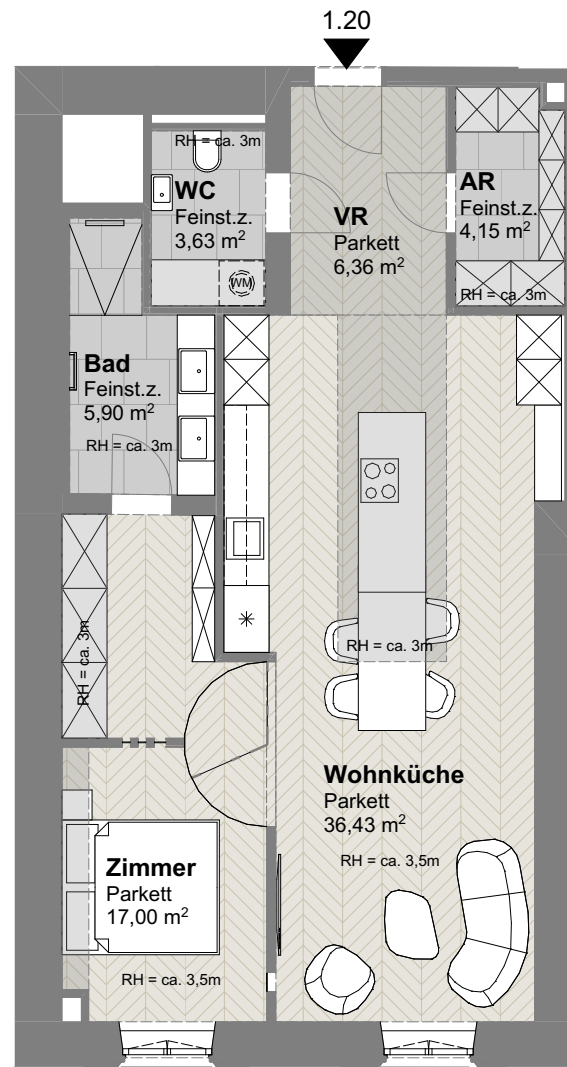 1.20
RH = ca. 3m
WC
Feinst.z.
3,63 m²
WM
VR
Parkett
6,36 m²
AR
Feinst.z.
4,15 m²
RH = ca. 3m
Bad
Feinst.z.
5,90 m²
RH = ca. 3m
RH = ca. 3m
RH = ca. 3m
Wohnküche
Parkett
36,43 m²
RH = ca. 3,5m
Zimmer
Parkett
17,00 m²
RH = ca. 3,5m